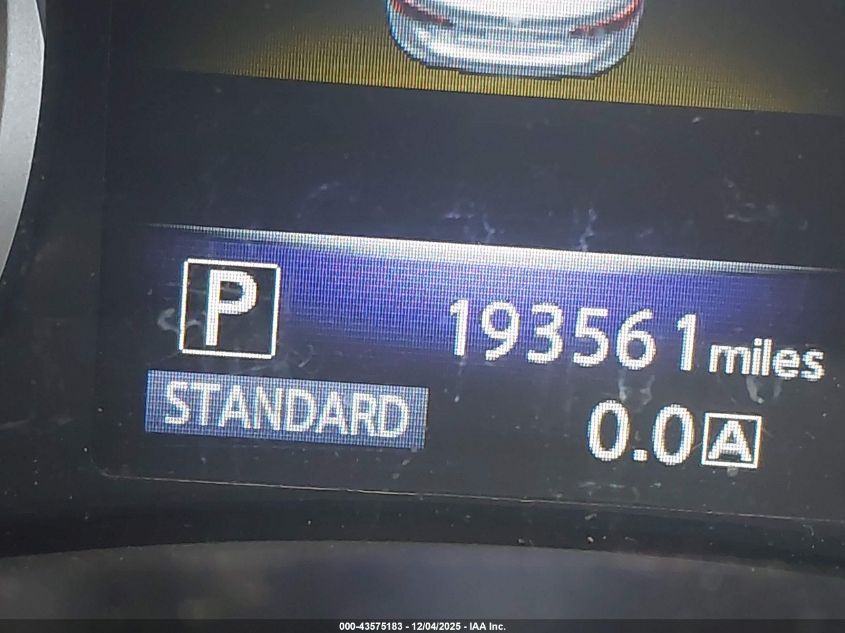 P 193561 miles
STANDARD 0.0 A
000-43575183 - 12/04/2025 - IAA Inc.